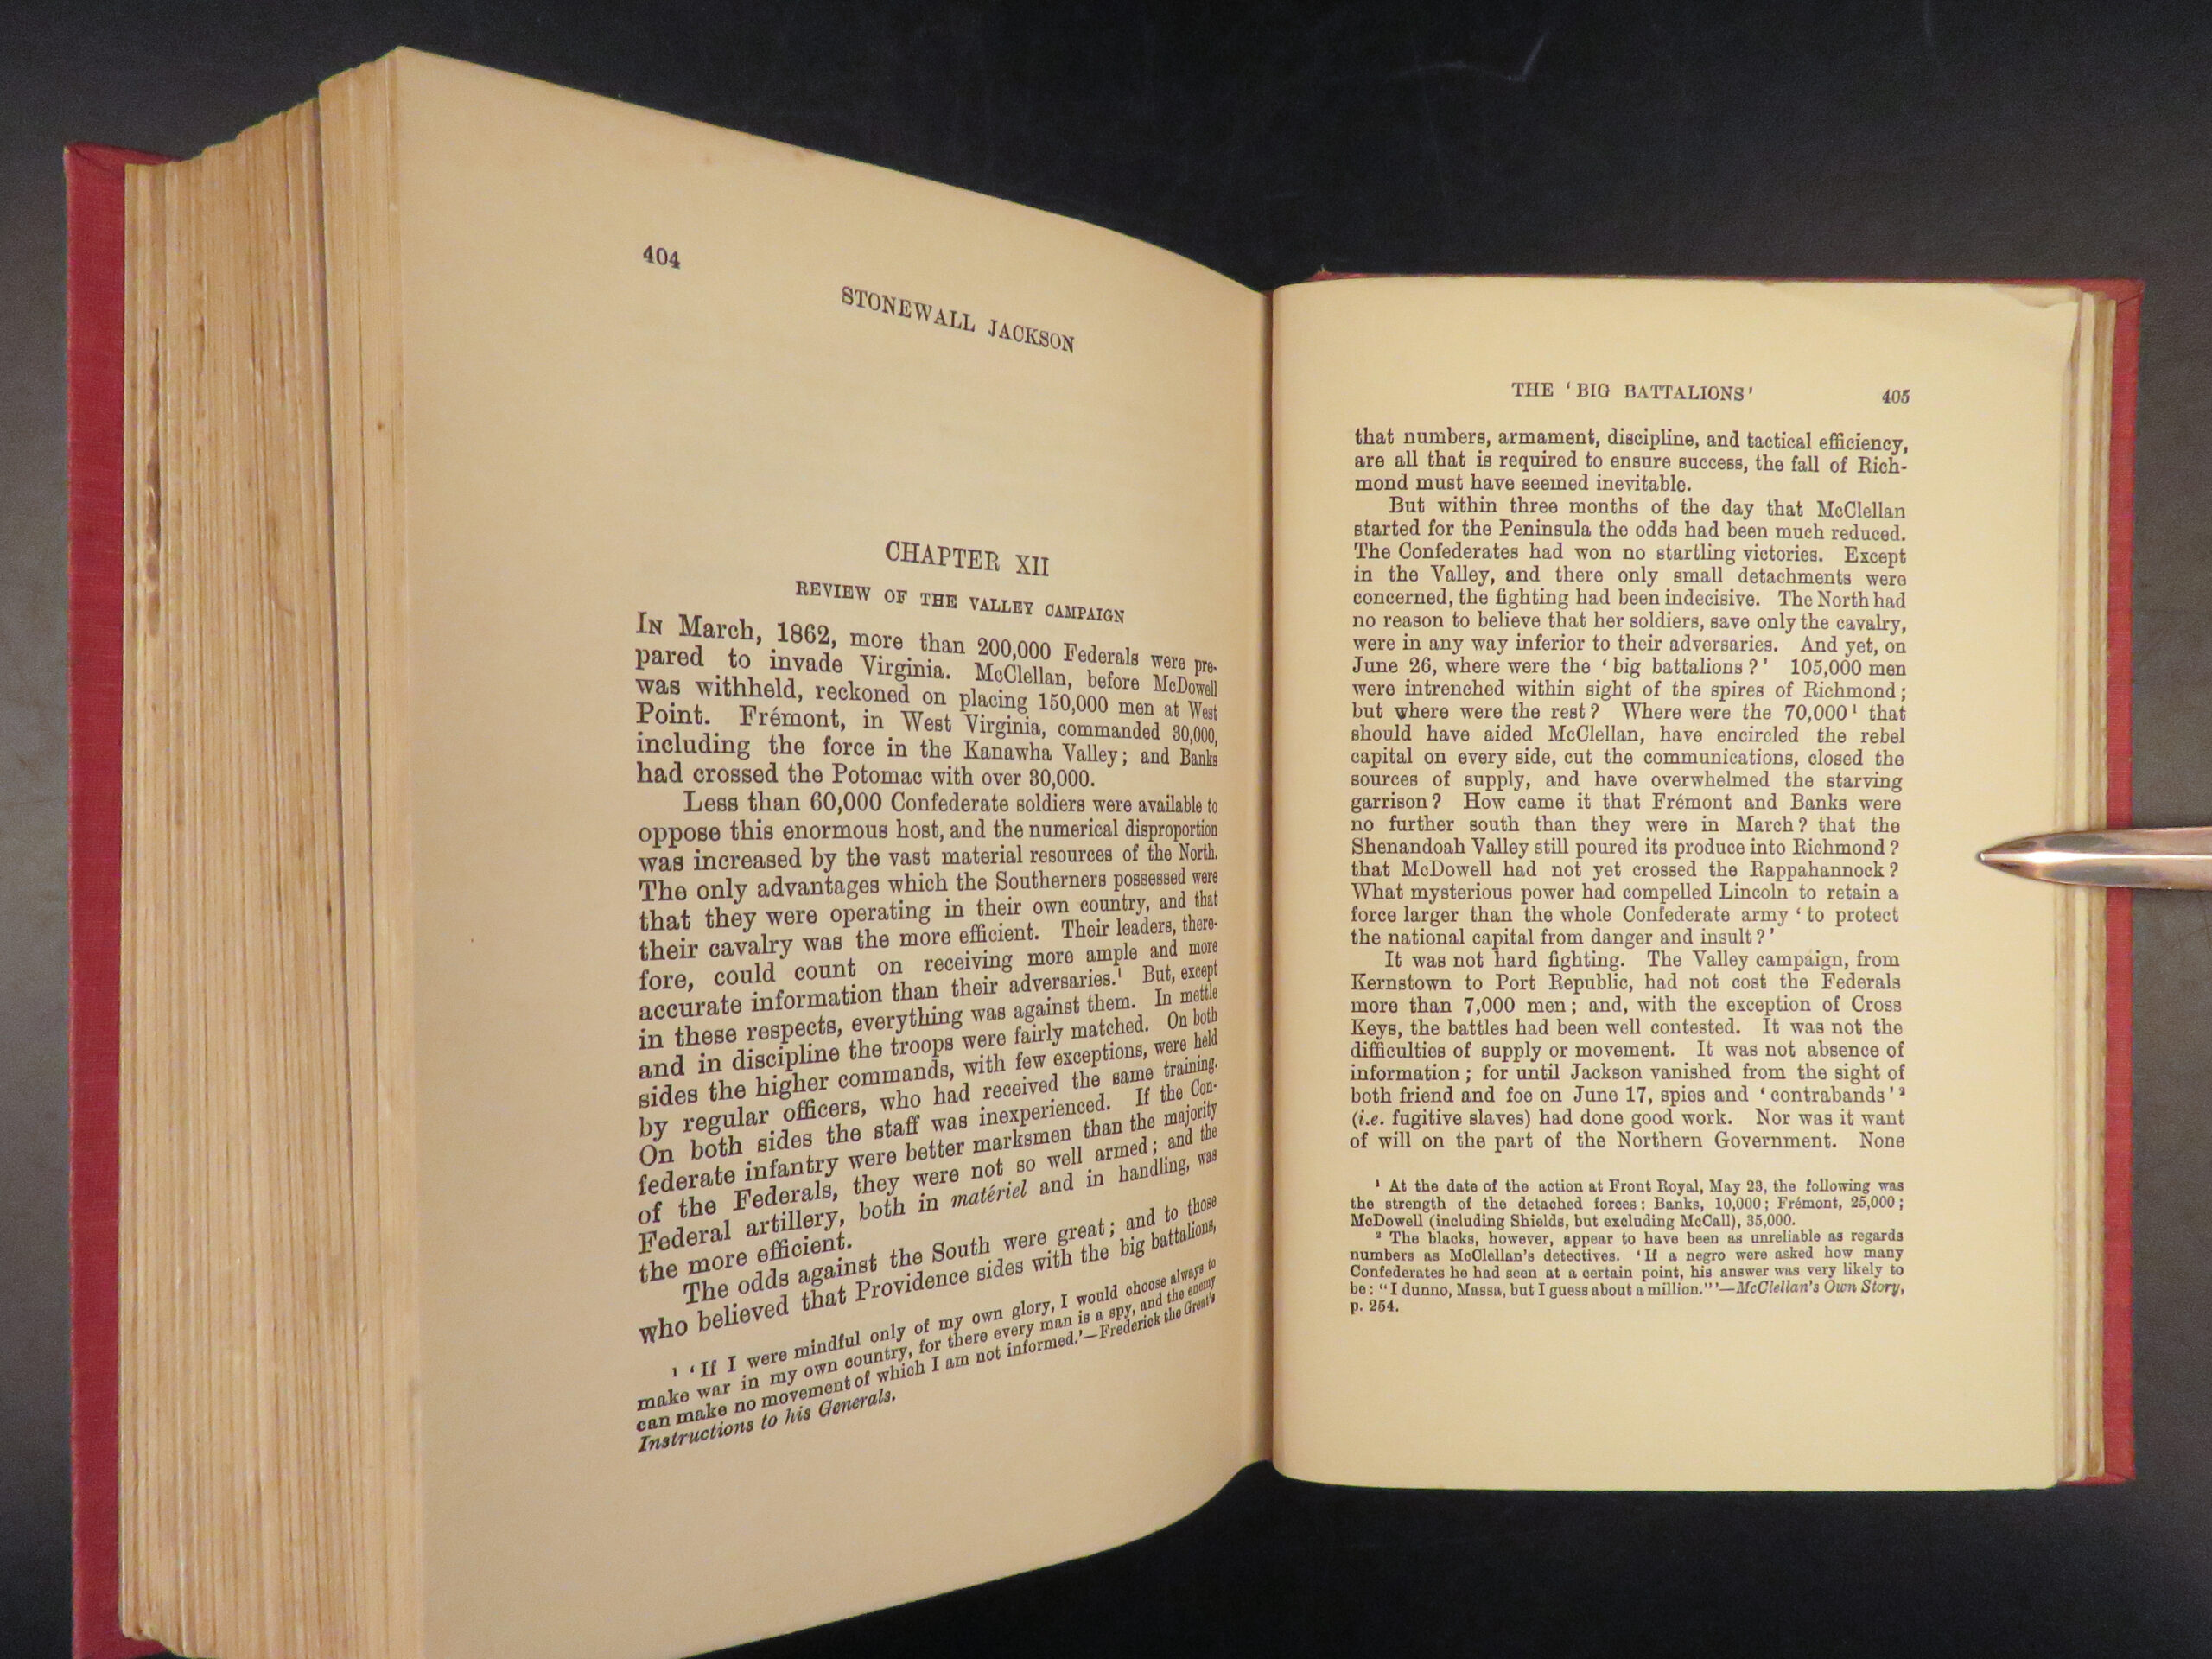 404
STONEWALL JACKSON
CHAPTER XII
REVIEW OF THE VALLEY CAMPAIGN
IN March, 1862, more than 200,000 Federals were pre-
pared to invade Virginia. McClellan, before McDowell
was withheld, reckoned on placing 150,000 men at West
Point. Frémont, in West Virginia, commanded 30,000,
including the force in the Kanawha Valley; and Banks
had crossed the Potomac with over 30,000.
Less than 60,000 Confederate soldiers were available to
oppose this enormous host, and the numerical disproportion
was increased by the vast material resources of the North.
The only advantages which the Southerners possessed were
that they were operating in their own country, and that
their cavalry was the more efficient. Their leaders, there-
fore, could count on receiving more ample and more
accurate information than their adversaries.¹ But, except
in these respects, everything was against them. In mettle
and in discipline the troops were fairly matched. On both
sides the higher commands, with few exceptions, were held
by regular officers, who had received the same training.
On both sides the staff was inexperienced. If the Con-
federate infantry were better marksmen than the majority
of the Federals, they were not so well armed; and the
Federal artillery, both in matériel and in handling, was
the more efficient.
The odds against the South were great; and to those
who believed that Providence sides with the big battalions,
¹ 'If I were mindful only of my own glory, I would choose always to
make war in my own country, for there every man is a spy, and the enemy
can make no movement of which I am not informed.'—Frederick the Great's
Instructions to his Generals.
THE 'BIG BATTALIONS' 405
that numbers, armament, discipline, and tactical efficiency,
are all that is required to ensure success, the fall of Rich-
mond must have seemed inevitable.
But within three months of the day that McClellan
started for the Peninsula the odds had been much reduced.
The Confederates had won no startling victories. Except
in the Valley, and there only small detachments were
concerned, the fighting had been indecisive. The North had
no reason to believe that her soldiers, save only the cavalry,
were in any way inferior to their adversaries. And yet, on
June 26, where were the 'big battalions?' 105,000 men
were intrenched within sight of the spires of Richmond;
but where were the rest? Where were the 70,000¹ that
should have aided McClellan, have encircled the rebel
capital on every side, cut the communications, closed the
sources of supply, and have overwhelmed the starving
garrison? How came it that Frémont and Banks were
no further south than they were in March? that the
Shenandoah Valley still poured its produce into Richmond?
that McDowell had not yet crossed the Rappahannock?
What mysterious power had compelled Lincoln to retain a
force larger than the whole Confederate army 'to protect
the national capital from danger and insult?'
It was not hard fighting. The Valley campaign, from
Kernstown to Port Republic, had not cost the Federals
more than 7,000 men; and, with the exception of Cross
Keys, the battles had been well contested. It was not the
difficulties of supply or movement. It was not absence of
information; for until Jackson vanished from the sight of
both friend and foe on June 17, spies and 'contrabands'²
(i.e. fugitive slaves) had done good work. Nor was it want
of will on the part of the Northern Government. None
¹ At the date of the action at Front Royal, May 23, the following was
the strength of the detached forces: Banks, 10,000; Frémont, 25,000;
McDowell (including Shields, but excluding McCall), 35,000.
² The blacks, however, appear to have been as unreliable as regards
numbers as McClellan's detectives. 'If a negro were asked how many
Confederates he had seen at a certain point, his answer was very likely to
be: "I dunno, Massa, but I guess about a million."'—McClellan's Own Story,
p. 254.